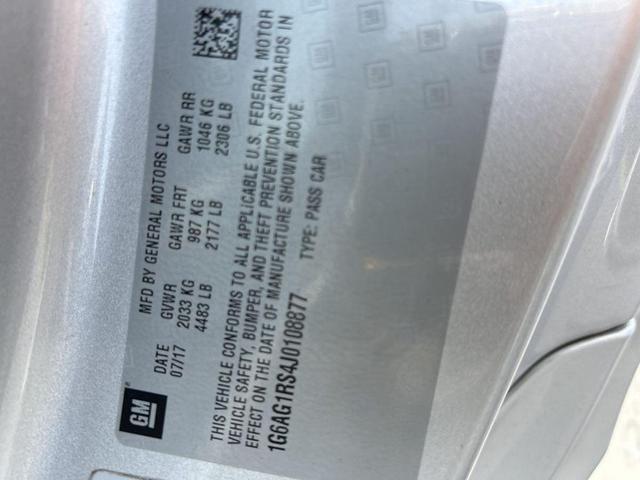 MFD BY GENERAL MOTORS LLC
DATE GVWR GAWR FRT GAWR RR
07/17 2033 KG 987 KG 1046 KG
4483 LB 2177 LB 2306 LB
GM
THIS VEHICLE CONFORMS TO ALL APPLICABLE U.S. FEDERAL MOTOR
VEHICLE SAFETY, BUMPER, AND THEFT PREVENTION STANDARDS IN
EFFECT ON THE DATE OF MANUFACTURE SHOWN ABOVE.
1G6AG1RS4J0108877 TYPE: PASS CAR